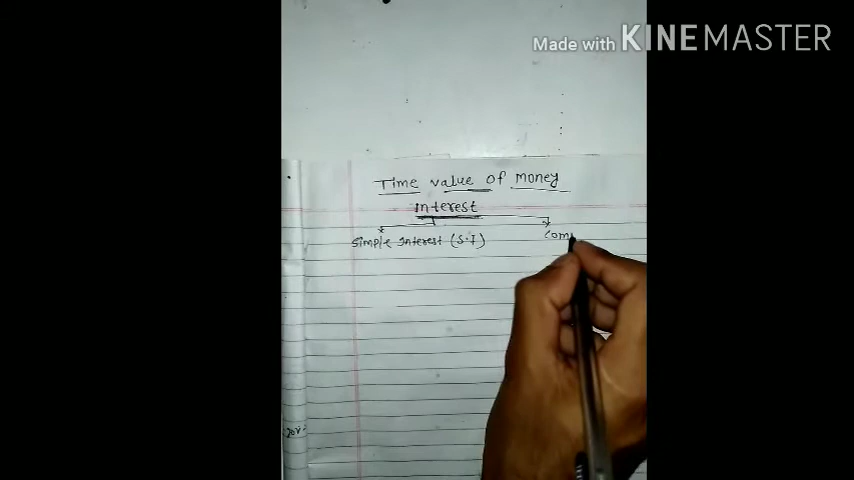 Made with KINEMASTER
Time value of money
interest
Simple Interest (S.I) Com